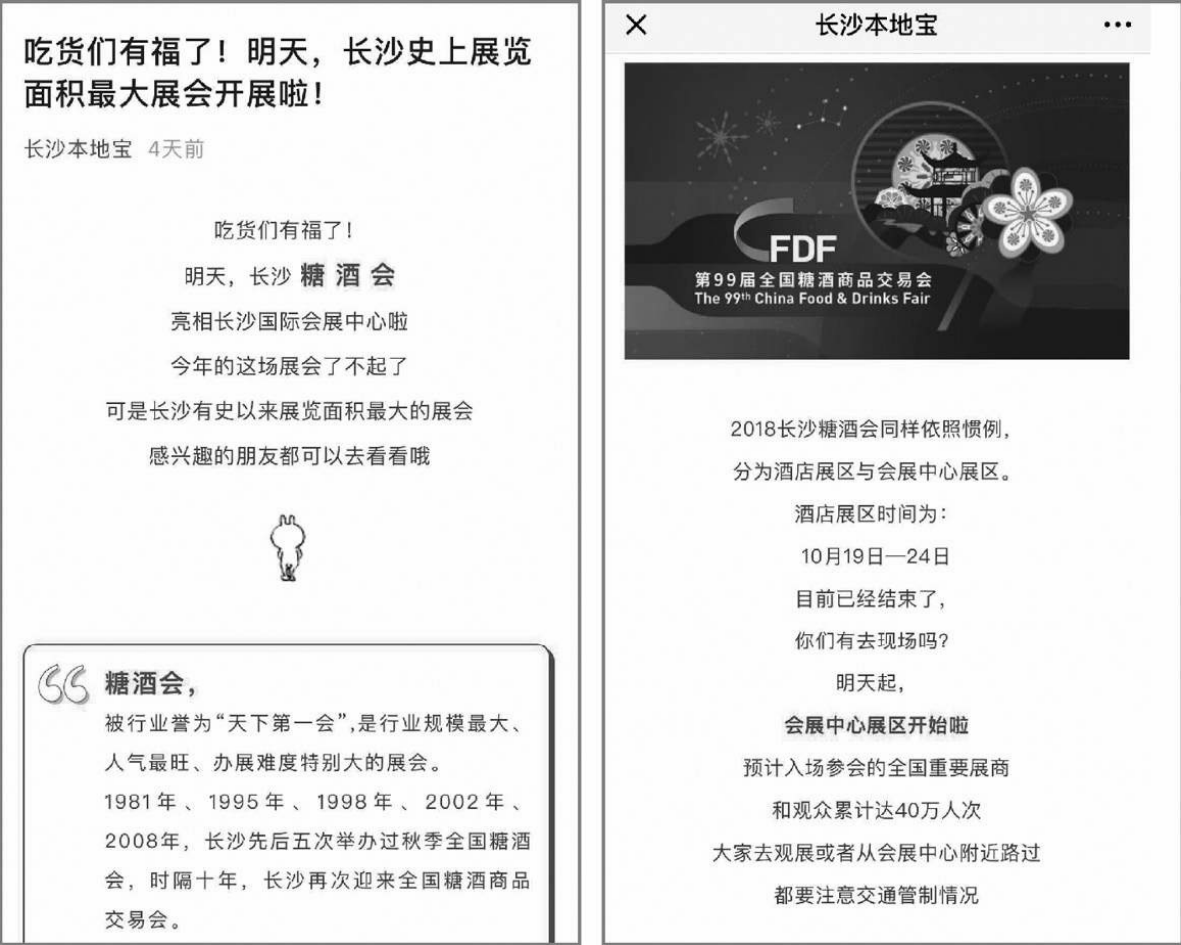 吃货们有福了！明天，长沙史上展览
面积最大展会开展啦！
长沙本地宝 4天前
吃货们有福了！
明天，长沙 糖 酒 会
亮相长沙国际会展中心啦
今年的这场展会了不起了
可是长沙有史以来展览面积最大的展会
感兴趣的朋友都可以去看看哦
糖酒会，
被行业誉为“天下第一会”，是行业规模最大、
人气最旺、办展难度特别大的展会。
1981年、1995年、1998年、2002年、
2008年，长沙先后五次举办过秋季全国糖酒
会，时隔十年，长沙再次迎来全国糖酒商品
交易会。
长沙本地宝
FDF
第99届全国糖酒商品交易会
The 99th China Food & Drinks Fair
2018长沙糖酒会同样依照惯例，
分为酒店展区与会展中心展区。
酒店展区时间为：
10月19日—24日
目前已经结束了，
你们有去现场吗？
明天起，
会展中心展区开始啦
预计入场参会的全国重要展商
和观众累计达40万人次
大家去观展或者从会展中心附近路过
都要注意交通管制情况